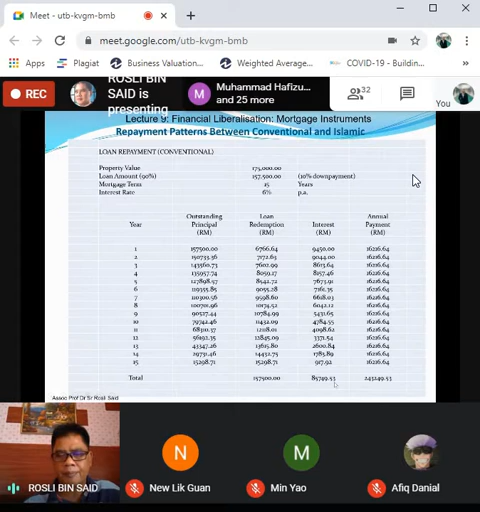 Meet - utb-kvgm-bmb
meet.google.com/utb-kvgm-bmb
Apps
Plagiat
Business Valuation...
Weighted Average...
COVID-19 - Building...
REC
ROSLI BIN SAID is presenting
M
Muhammad Hafizu... and 25 more
32
You
Lecture 9: Financial Liberalisation: Mortgage Instruments
Repayment Patterns Between Conventional and Islamic
LOAN REPAYMENT (CONVENTIONAL)
Property Value 175,000.00
Loan Amount (90%) 157,500.00 (10% downpayment)
Mortgage Term 15 Years
Interest Rate 6% p.a.
Year Outstanding Principal (RM) Loan Redemption (RM) Interest (RM) Annual Payment (RM)
1 157500.00 6766.64 9450.00 16216.64
2 150733.36 7172.63 9044.00 16216.64
3 143560.73 7602.99 8613.64 16216.64
4 135957.74 8059.17 8157.46 16216.64
5 127898.57 8542.72 7673.91 16216.64
6 119355.85 9055.28 7161.35 16216.64
7 110300.56 9598.60 6618.03 16216.64
8 100701.96 10174.52 6042.12 16216.64
9 90527.44 10784.99 5431.65 16216.64
10 79742.46 11432.09 4784.55 16216.64
11 68310.37 12118.01 4098.62 16216.64
12 56192.35 12845.09 3371.54 16216.64
13 43347.26 13615.80 2600.84 16216.64
14 29731.46 14432.75 1783.89 16216.64
15 15298.71 15298.71 917.92 16216.64
Total 157500.00 85749.53 243249.53
Assoc Prof Dr Sr Rosli Said
N
M
ROSLI BIN SAID
New Lik Guan
Min Yao
Afiq Danial